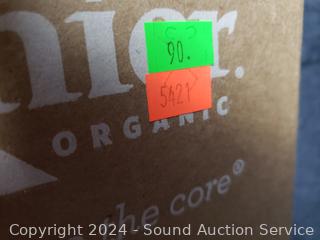 nier.
90.
5421
ORGANIC
the core®
Copyright 2024 - Sound Auction Service